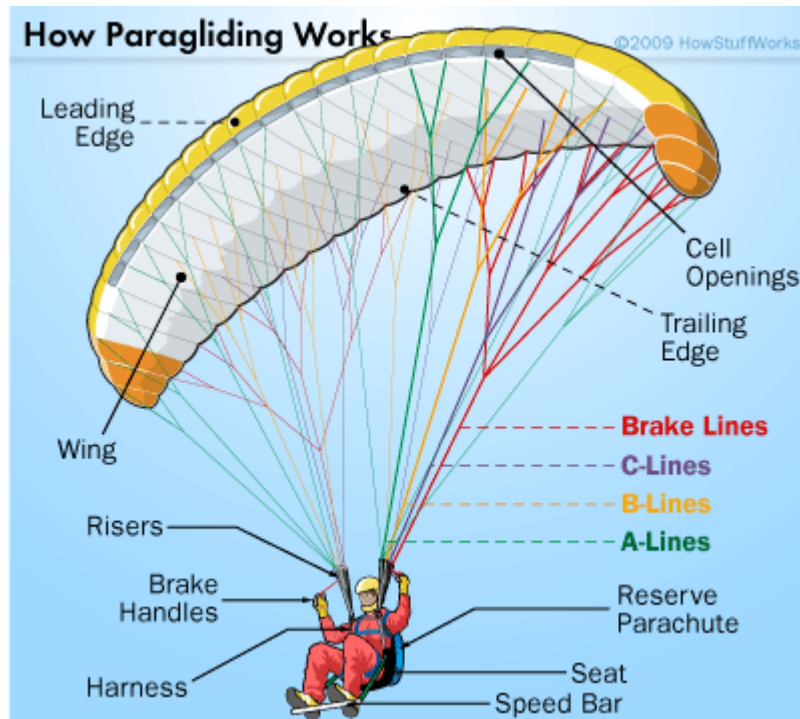 How Paragliding Works
©2009 HowStuffWorks
Leading
Edge
Cell
Openings
Trailing
Edge
Wing
Brake Lines
C-Lines
B-Lines
A-Lines
Risers
Brake
Handles
Reserve
Parachute
Harness
Seat
Speed Bar